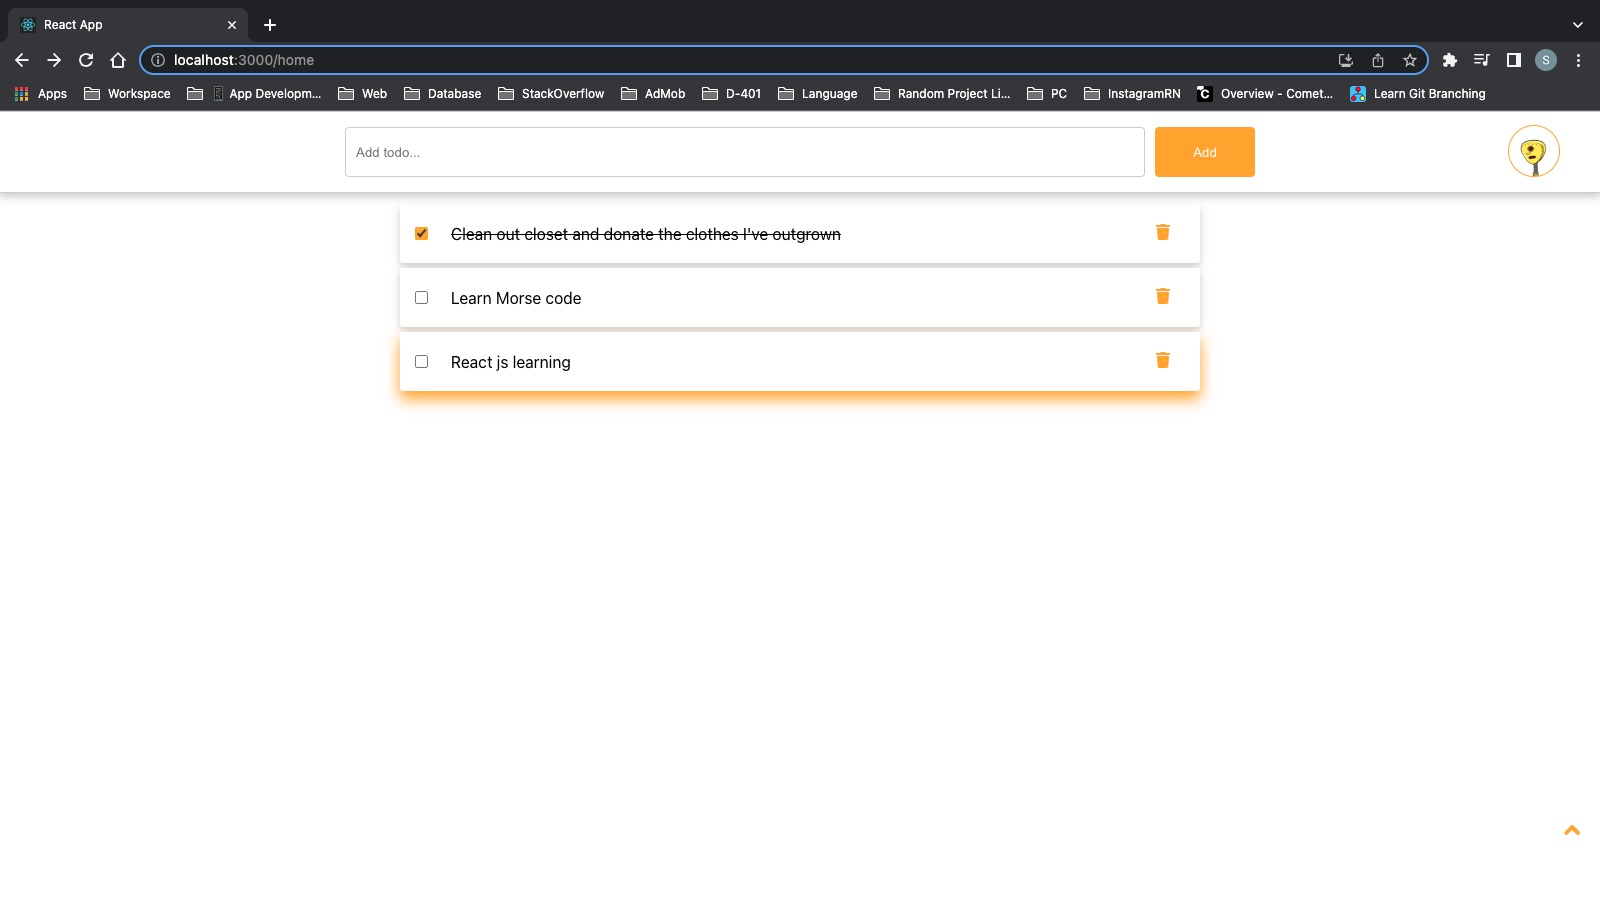 React App
localhost:3000/home
S
Apps Workspace App Developm... Web Database StackOverflow AdMob D-401 Language Random Project Li... PC InstagramRN Overview - Comet... Learn Git Branching
Add todo... Add
Clean out closet and donate the clothes I've outgrown
Learn Morse code
React js learning